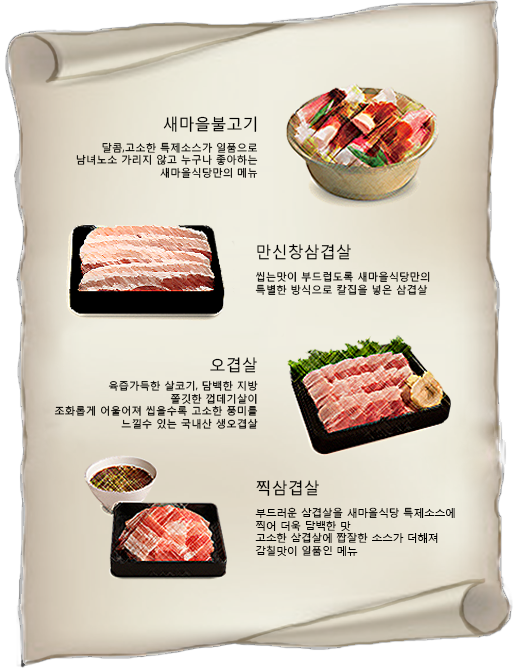 새마을불고기
달콤,고소한 특제소스가 일품으로
남녀노소 가리지 않고 누구나 좋아하는
새마을식당만의 메뉴
만신창삼겹살
씹는맛이 부드럽도록 새마을식당만의
특별한 방식으로 칼집을 넣은 삼겹살
오겹살
육즙가득한 살코기, 담백한 지방
쫄깃한 껍데기살이
조화롭게 어울어져 씹을수록 고소한 풍미를
느낄수 있는 국내산 생오겹살
찍삼겹살
부드러운 삼겹살을 새마을식당 특제소스에
찍어 더욱 담백한 맛
고소한 삼겹살에 짭잘한 소스가 더해져
감칠맛이 일품인 메뉴